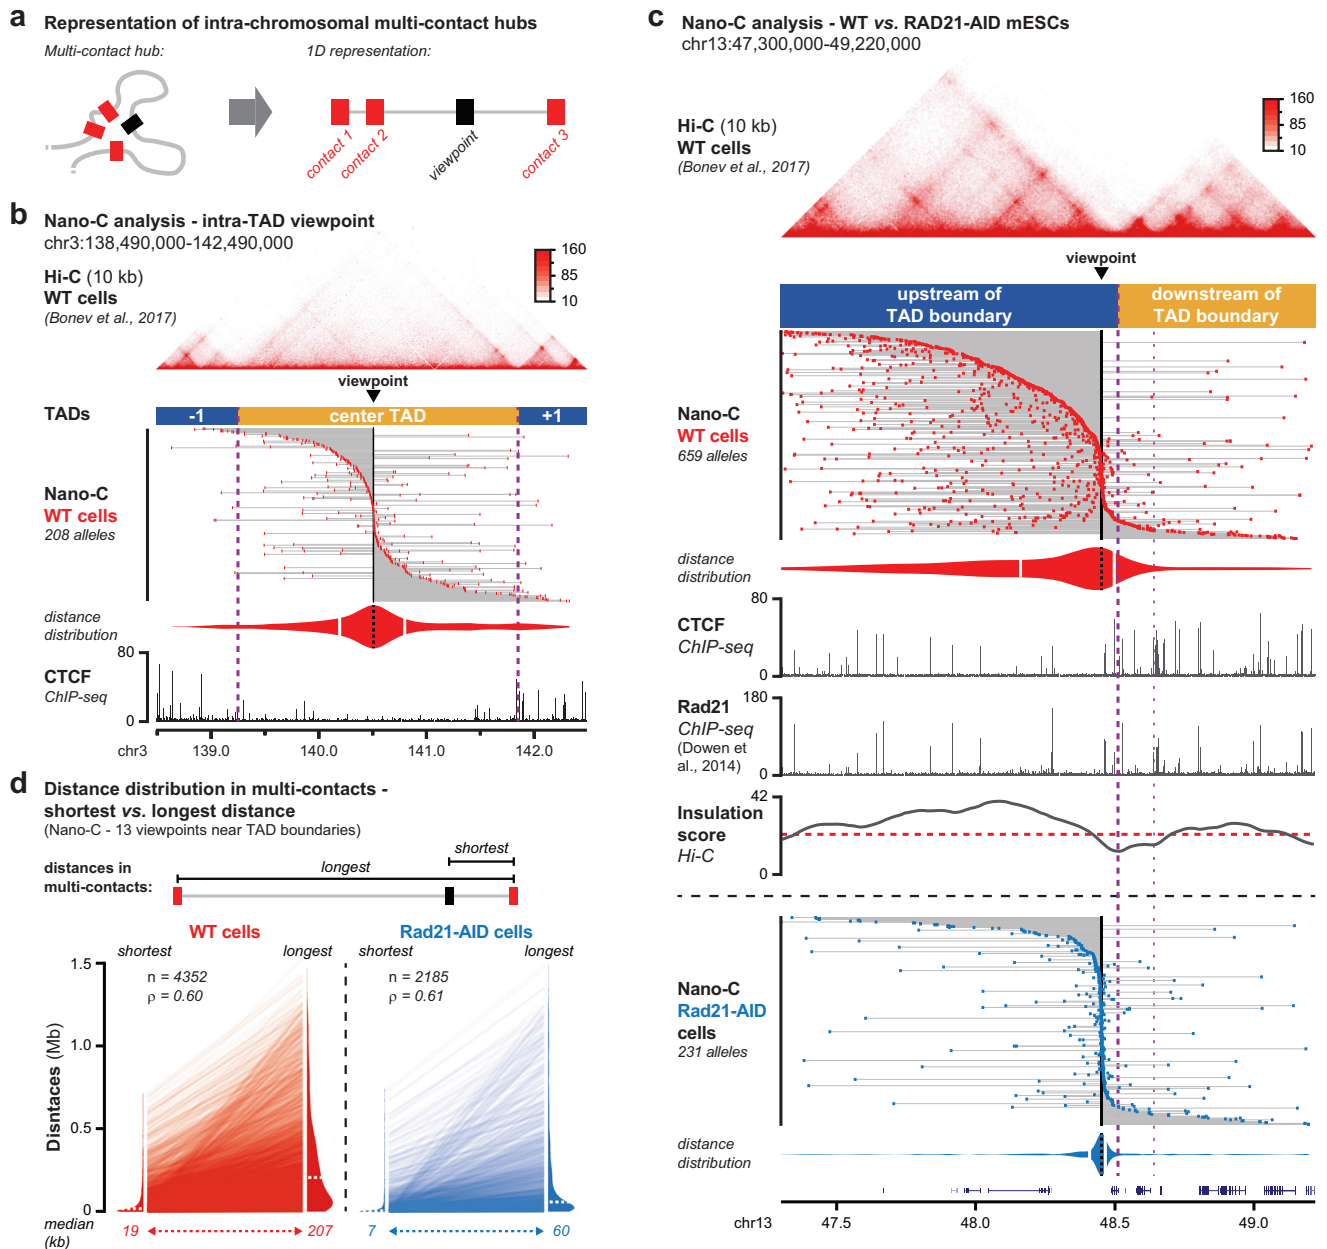 a Representation of intra-chromosomal multi-contact hubs
Multi-contact hub:
1D representation:
contact 1
contact 2
viewpoint
contact 3
b Nano-C analysis - intra-TAD viewpoint
chr3:138,490,000-142,490,000
Hi-C (10 kb)
WT cells
(Bonev et al., 2017)
160
85
10
viewpoint
TADs
-1
center TAD
+1
Nano-C
WT cells
208 alleles
distance
distribution
80
CTCF
ChIP-seq
0
chr3
139.0
140.0
141.0
142.0
c Nano-C analysis - WT vs. RAD21-AID mESCs
chr13:47,300,000-49,220,000
Hi-C (10 kb)
WT cells
(Bonev et al., 2017)
160
85
10
viewpoint
upstream of
TAD boundary
downstream of
TAD boundary
Nano-C
WT cells
659 alleles
distance
distribution
80
CTCF
ChIP-seq
0
180
Rad21
ChIP-seq
(Dowen et
al., 2014)
0
42
Insulation
score
Hi-C
0
Nano-C
Rad21-AID
cells
231 alleles
distance
distribution
chr13
47.5
48.0
48.5
49.0
d Distance distribution in multi-contacts -
shortest vs. longest distance
(Nano-C - 13 viewpoints near TAD boundaries)
distances in
multi-contacts:
longest
shortest
WT cells
Rad21-AID cells
shortest
longest
shortest
longest
n = 4352
ρ = 0.60
n = 2185
ρ = 0.61
Disntaces (Mb)
1.5
1.0
0.5
0
median
(kb)
19
207
7
60